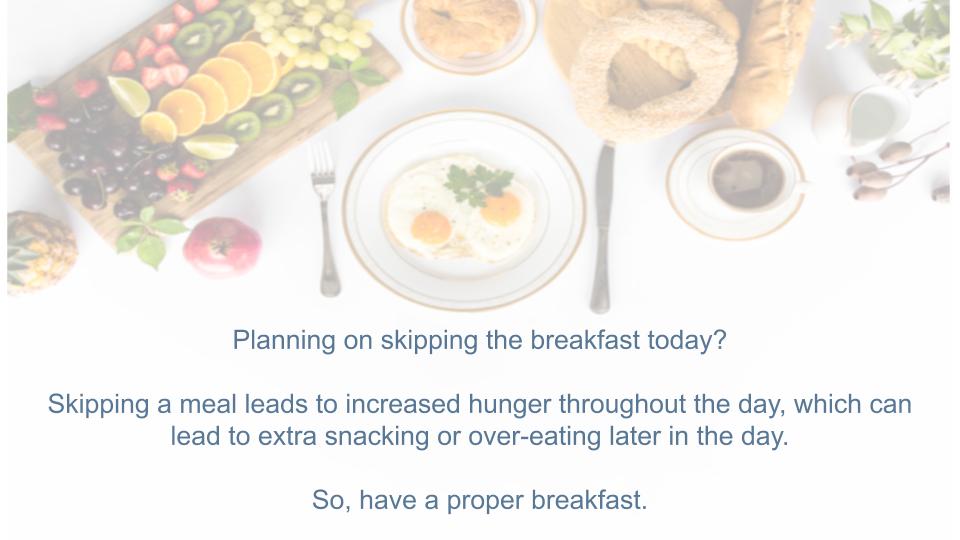 Planning on skipping the breakfast today?
Skipping a meal leads to increased hunger throughout the day, which can
lead to extra snacking or over-eating later in the day.
So, have a proper breakfast.